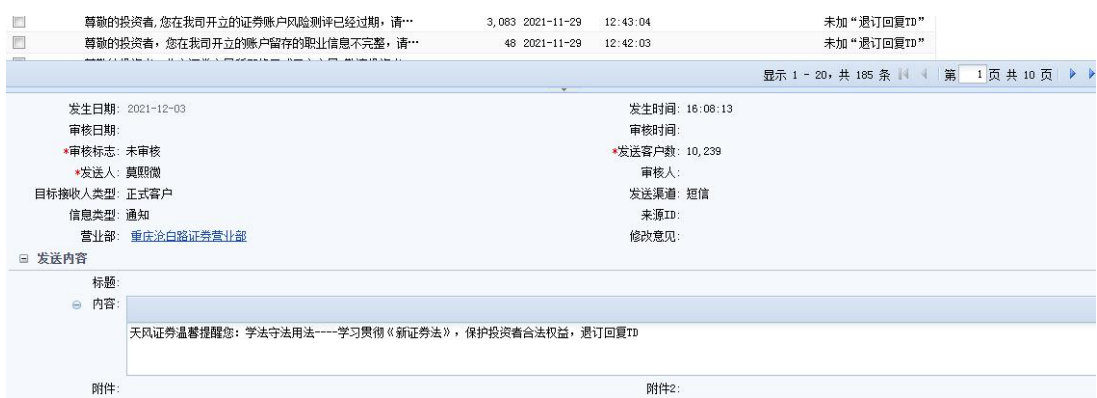 尊敬的投资者,您在我司开立的证券账户风险测评已经过期，请… 3,083 2021-11-29 12:43:04 未加“退订回复TD”
尊敬的投资者，您在我司开立的账户留存的职业信息不完整，请… 48 2021-11-29 12:42:03 未加“退订回复TD”
显示 1 - 20，共 185 条 第 1 页 共 10 页
发生日期: 2021-12-03 发生时间: 16:08:13
审核日期: 审核时间:
*审核标志: 未审核 *发送客户数: 10,239
*发送人: 莫熙微 审核人:
目标接收人类型: 正式客户 发送渠道: 短信
信息类型: 通知 来源ID:
营业部: 重庆沧白路证券营业部 修改意见:
发送内容
标题:
内容:
天风证券温馨提醒您：学法守法用法----学习贯彻《新证券法》，保护投资者合法权益，退订回复TD
附件: 附件2: